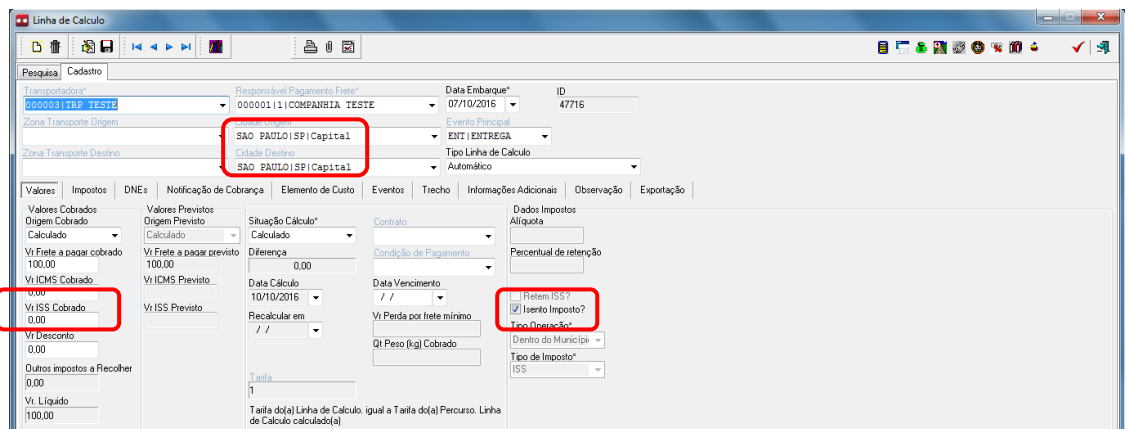 Linha de Calculo
Pesquisa Cadastro
Transportadora* Responsável Pagamento Frete* Data Embarque* ID
000003|TRP TESTE 000001|1|COMPANHIA TESTE 07/10/2016 47716
Zona Transporte Origem Cidade Origem Evento Principal
SAO PAULO|SP|Capital ENT|ENTREGA
Zona Transporte Destino Cidade Destino Tipo Linha de Calculo
SAO PAULO|SP|Capital Automático
Valores Impostos DNEs Notificação de Cobrança Elemento de Custo Eventos Trecho Informações Adicionais Observação Exportação
Valores Cobrados Valores Previstos Dados Impostos
Origem Cobrado Origem Previsto Situação Cálculo* Contrato Alíquota
Calculado Calculado Calculado
Vr Frete a pagar cobrado Vr Frete a pagar previsto Diferença Condição de Pagamento Percentual de retenção
100,00 100,00 0,00
Vr ICMS Cobrado Vr ICMS Previsto Data Cálculo Data Vencimento
0,00 10/10/2016 / / Retem ISS?
Vr ISS Cobrado Vr ISS Previsto Recalcular em Vr Perda por frete mínimo Isento Imposto?
0,00 / / Tipo Operação*
Vr Desconto Qt Peso (kg) Cobrado Dentro do Municípi
0,00 Tipo de Imposto*
Outros impostos a Recolher ISS
0,00 Tarifa
1
Vr. Líquido
100,00 Tarifa do(a) Linha de Calculo. igual a Tarifa do(a) Percurso. Linha
de Calculo calculado(a)